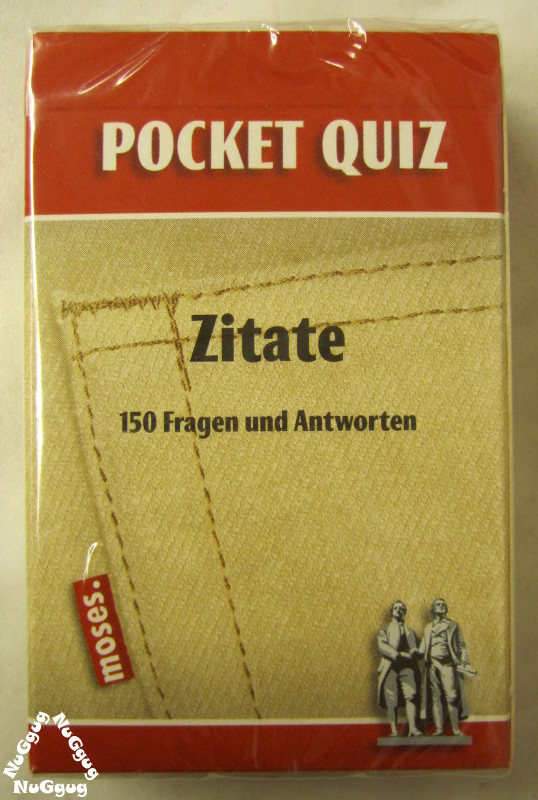 POCKET QUIZ
Zitate
150 Fragen und Antworten
moses.
NuGgug
NuGgug
NuGgug